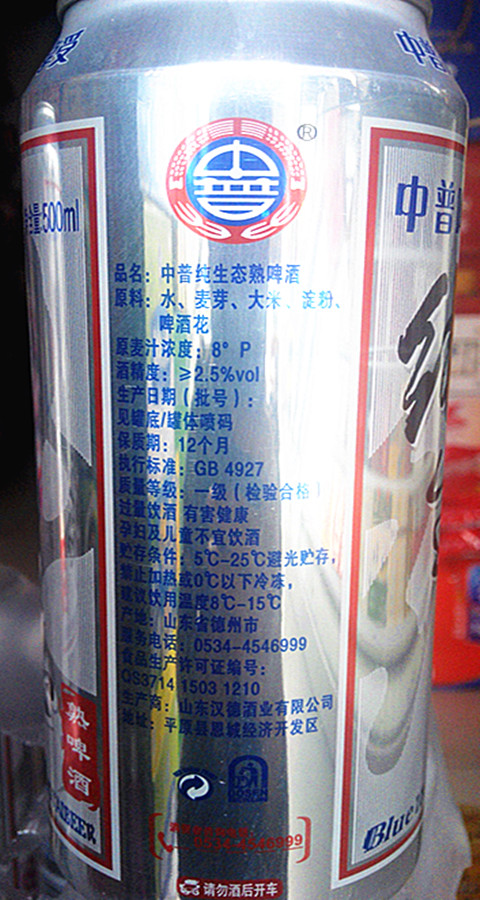 中普
®
中普
含量:500ml
品名：中普纯生态熟啤酒
原料：水、麦芽、大米、淀粉、
啤酒花
原麦汁浓度：8° P
酒精度：≥2.5%vol
生产日期（批号）：
见罐底/罐体喷码
保质期：12个月
执行标准：GB 4927
质量等级：一级（检验合格）
过量饮酒 有害健康
孕妇及儿童不宜饮酒
贮存条件：5℃-25℃避光贮存，
禁止加热或0℃以下冷冻，
建议饮用温度8℃-15℃
产地：山东省德州市
服务电话：0534-4546999
食品生产许可证编号：
QS3714 1503 1210
生产商：山东汉德酒业有限公司
地址：平原县恩城经济开发区
熟啤酒
BEER
中普
Blue
0534-4546999
请勿酒后开车